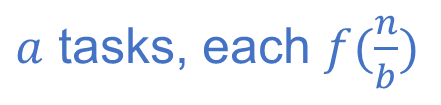 a tasks, each f(n/b)